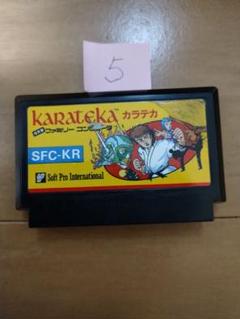 5
KARATEKA™ カラテカ
ファミリー コンピュータ
SFC-KR
Soft Pro International